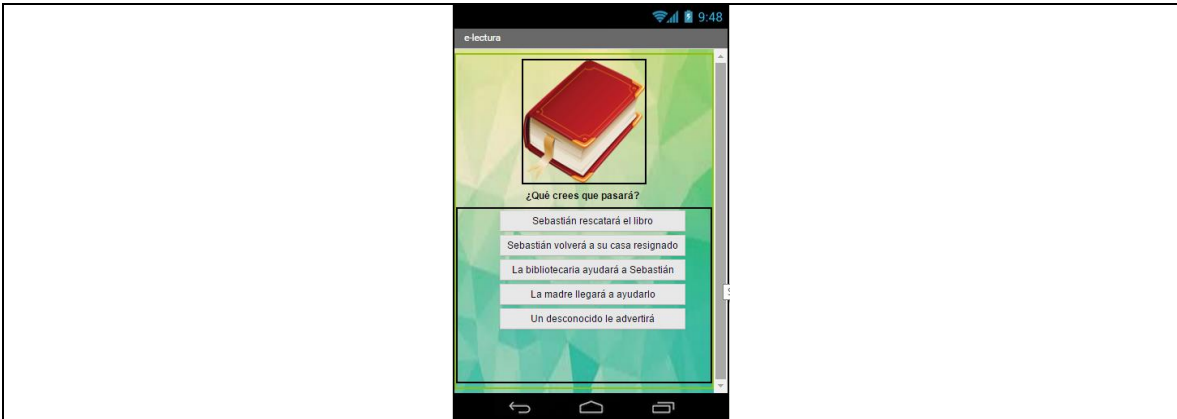 9:48
e-lectura
¿Qué crees que pasará?
Sebastián rescatará el libro
Sebastián volverá a su casa resignado
La bibliotecaria ayudará a Sebastián
La madre llegará a ayudarlo
Un desconocido le advertirá